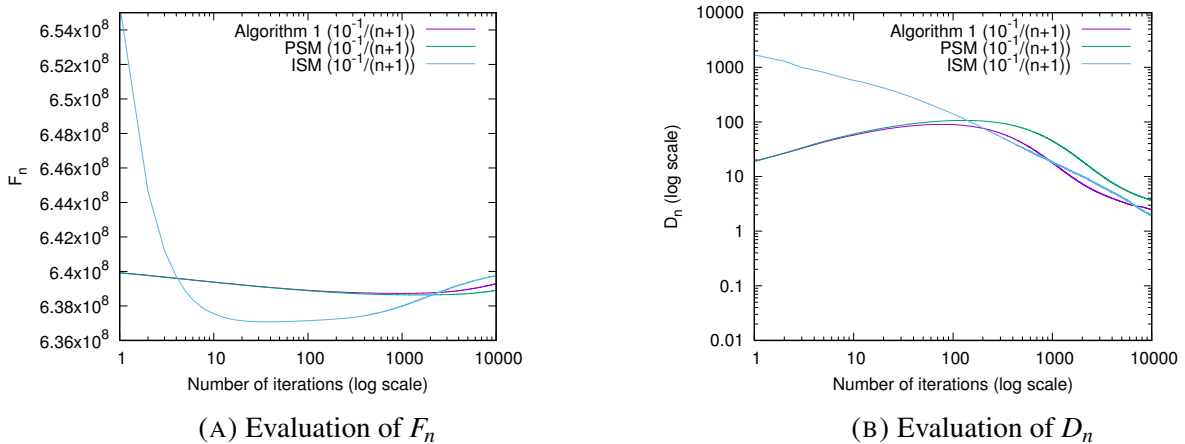 6.54x10^8
6.52x10^8
6.5x10^8
6.48x10^8
6.46x10^8
6.44x10^8
6.42x10^8
6.4x10^8
6.38x10^8
6.36x10^8
F_n
Algorithm 1 (10^-1/(n+1))
PSM (10^-1/(n+1))
ISM (10^-1/(n+1))
1 10 100 1000 10000
Number of iterations (log scale)
(A) Evaluation of F_n
10000
1000
100
10
1
0.1
0.01
D_n (log scale)
Algorithm 1 (10^-1/(n+1))
PSM (10^-1/(n+1))
ISM (10^-1/(n+1))
1 10 100 1000 10000
Number of iterations (log scale)
(B) Evaluation of D_n